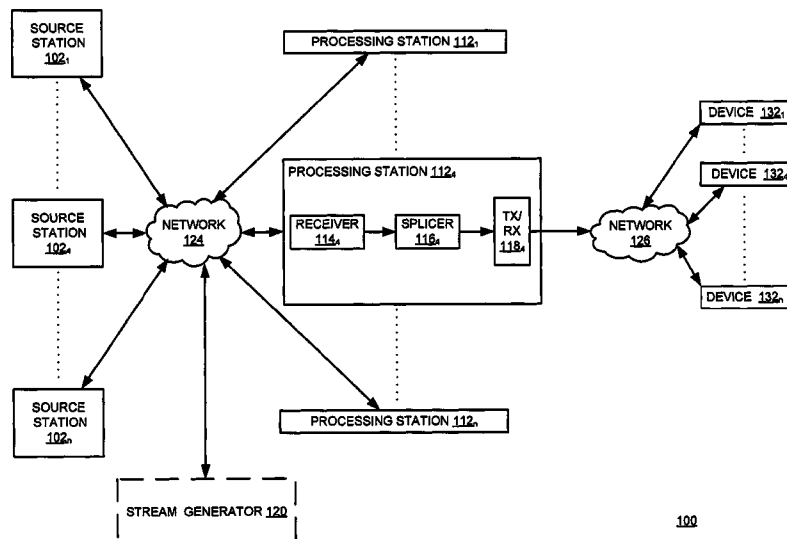 SOURCE
STATION
102₁
PROCESSING STATION 112₁
DEVICE 132₁
PROCESSING STATION 112₄
DEVICE 132₄
SOURCE
STATION
102₄
NETWORK
124
RECEIVER
114₄
SPLICER
116₄
TX/
RX
118₄
NETWORK
126
DEVICE 132ₙ
SOURCE
STATION
102ₙ
PROCESSING STATION 112ₙ
STREAM GENERATOR 120
100